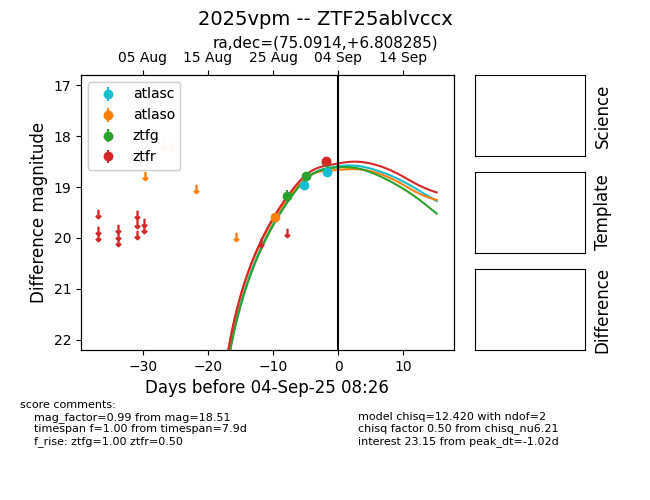 2025vpm -- ZTF25ablvccx
ra,dec=(75.0914,+6.808285)
05 Aug 15 Aug 25 Aug 04 Sep 14 Sep
17
18
19
20
21
22
Difference magnitude
atlasc
atlaso
ztfg
ztfr
−30 −20 −10 0 10
Days before 04-Sep-25 08:26
Science
Template
Difference
score comments:
mag_factor=0.99 from mag=18.51
timespan f=1.00 from timespan=7.9d
f_rise: ztfg=1.00 ztfr=0.50
model chisq=12.420 with ndof=2
chisq factor 0.50 from chisq_nu6.21
interest 23.15 from peak_dt=-1.02d